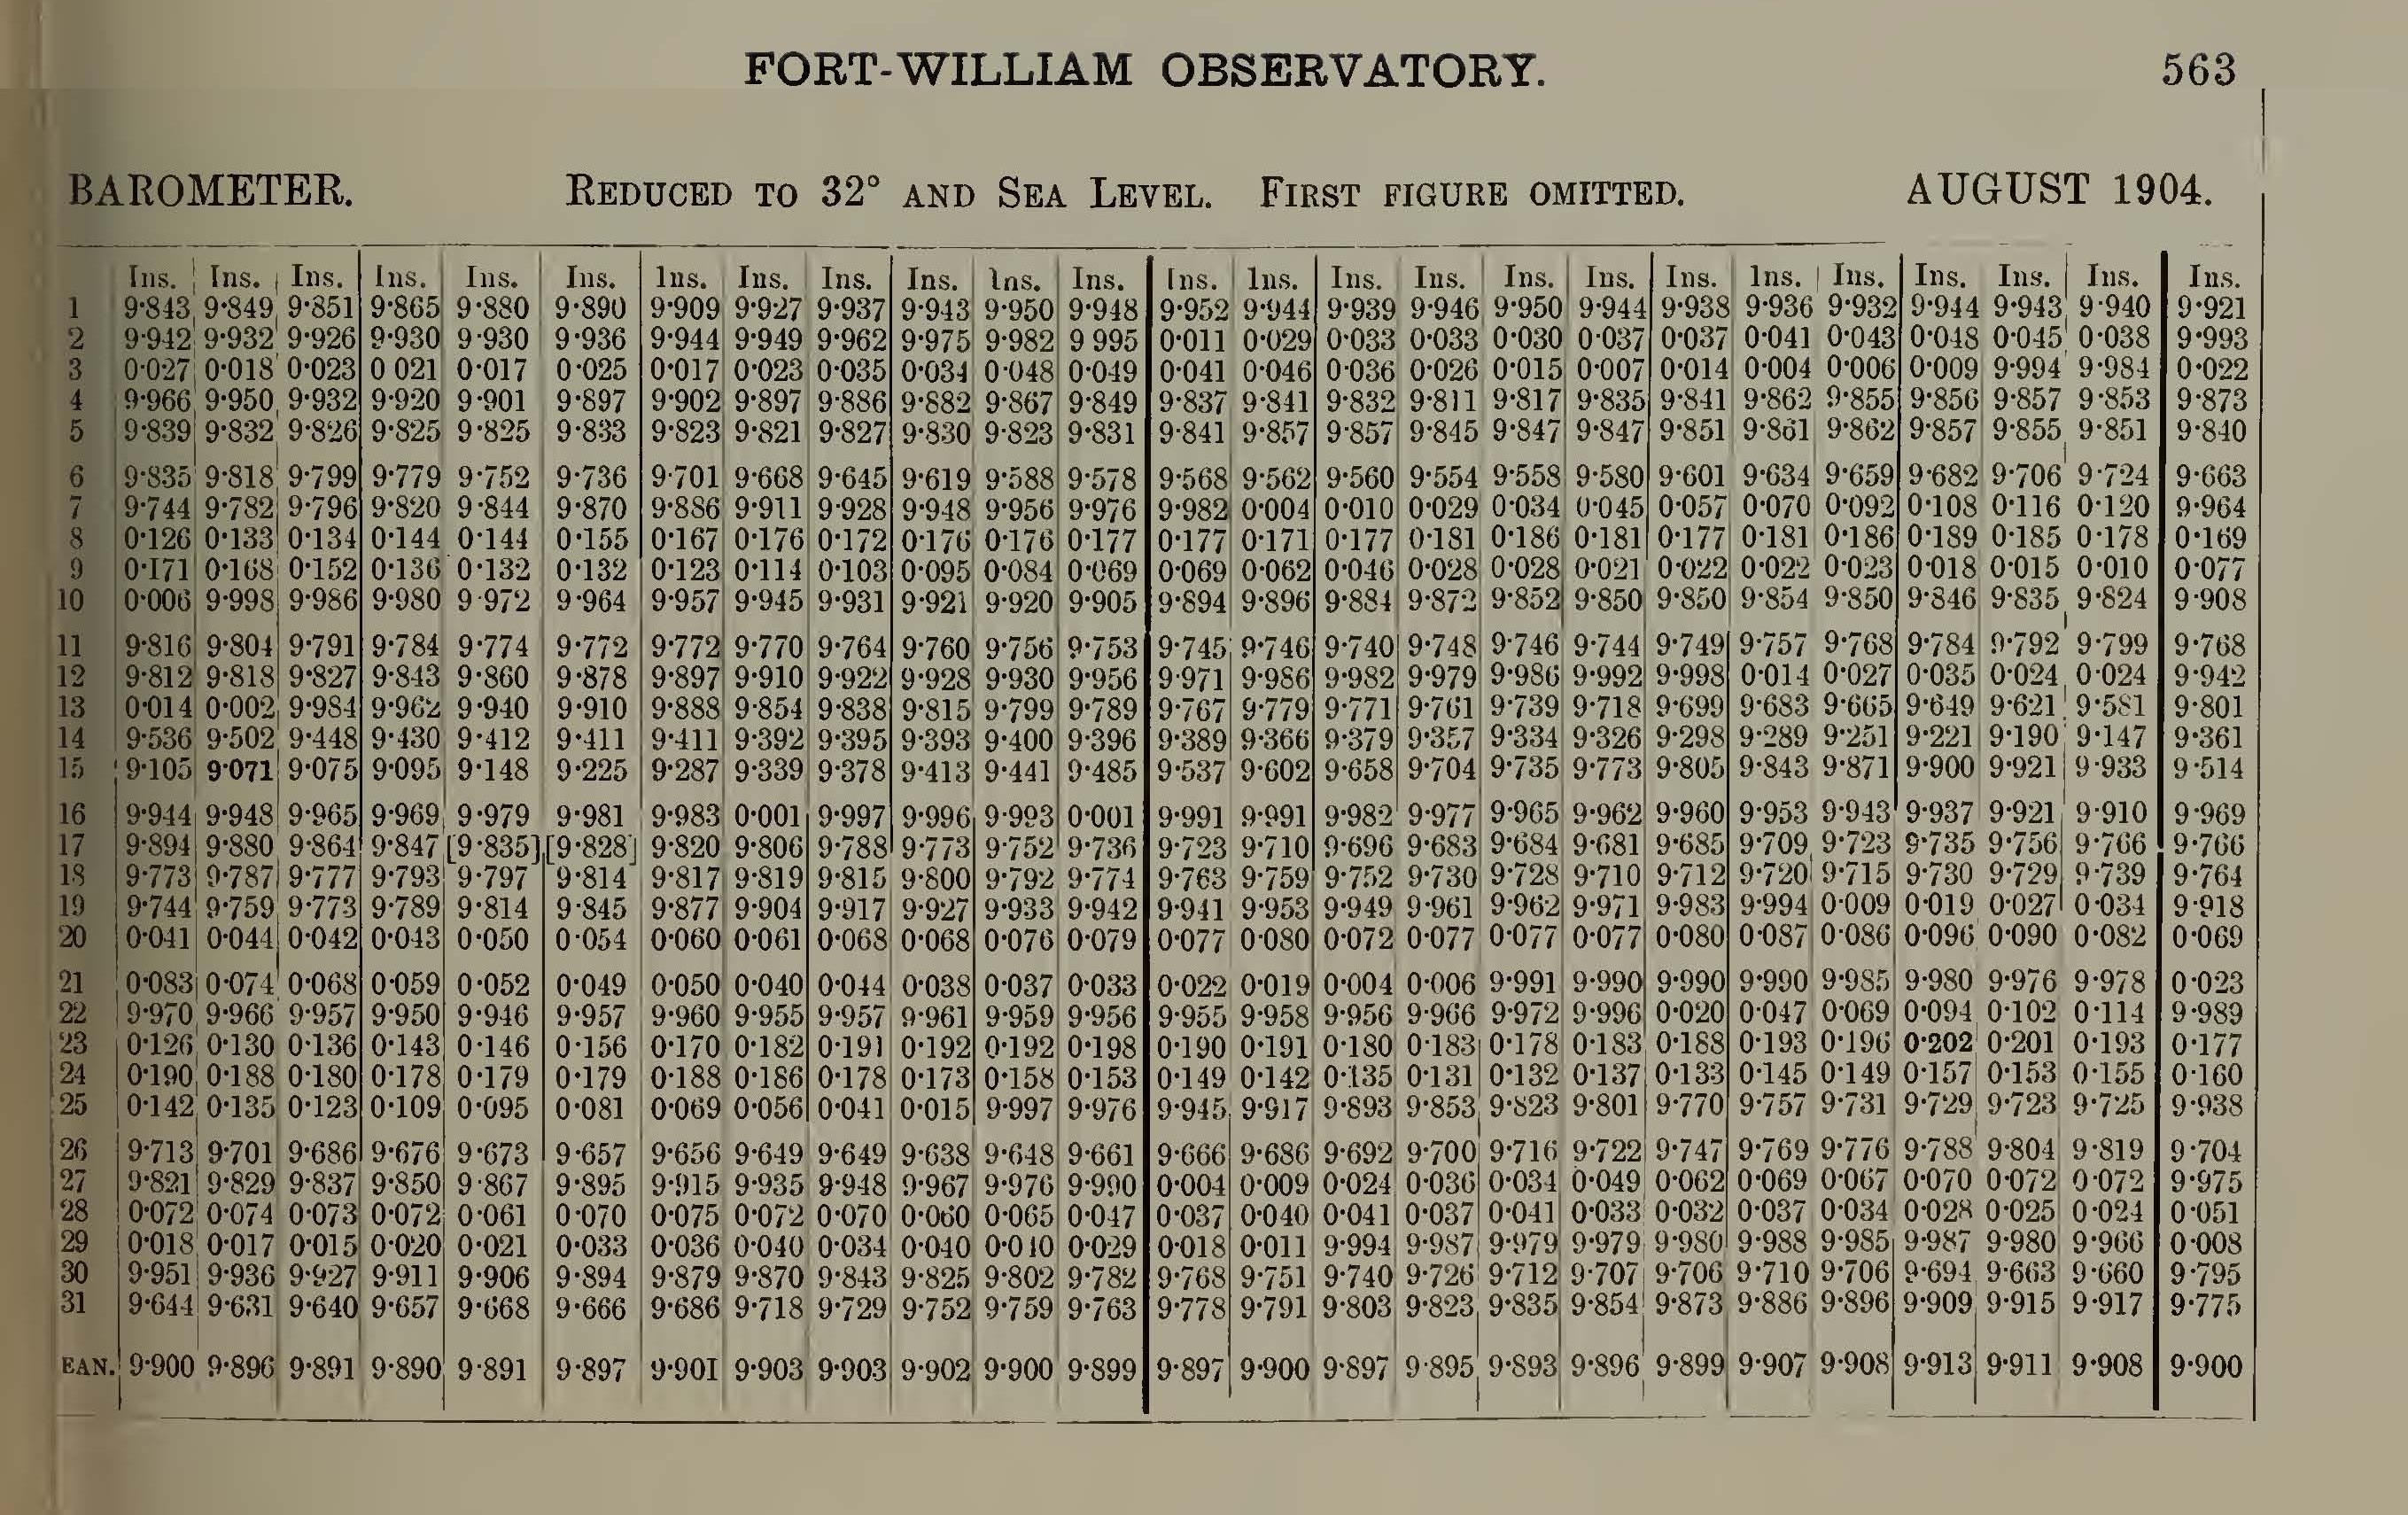 FORT-WILLIAM OBSERVATORY. 563
BAROMETER. REDUCED TO 32° AND SEA LEVEL. FIRST FIGURE OMITTED. AUGUST 1904.
Ins. Ins. Ins. Ins. Ins. Ins. Ins. Ins. Ins. Ins. Ins. Ins. Ins. Ins. Ins. Ins. Ins. Ins. Ins. Ins. Ins. Ins. Ins. Ins. Ins.
1 9·843 9·849 9·851 9·865 9·880 9·890 9·909 9·927 9·937 9·943 9·950 9·948 9·952 9·944 9·939 9·946 9·950 9·944 9·938 9·936 9·932 9·944 9·943 9·940 9·921
2 9·942 9·932 9·926 9·930 9·930 9·936 9·944 9·949 9·962 9·975 9·982 9 995 0·011 0·029 0·033 0·033 0·030 0·037 0·037 0·041 0·043 0·048 0·045 0·038 9·993
3 0·027 0·018 0·023 0 021 0·017 0·025 0·017 0·023 0·035 0·034 0·048 0·049 0·041 0·046 0·036 0·026 0·015 0·007 0·014 0·004 0·006 0·009 9·994 9·984 0·022
4 9·966 9·950 9·932 9·920 9·901 9·897 9·902 9·897 9·886 9·882 9·867 9·849 9·837 9·841 9·832 9·811 9·817 9·835 9·841 9·862 9·855 9·856 9·857 9·853 9·873
5 9·839 9·832 9·826 9·825 9·825 9·833 9·823 9·821 9·827 9·830 9·823 9·831 9·841 9·857 9·857 9·845 9·847 9·847 9·851 9·861 9·862 9·857 9·855 9·851 9·840
6 9·835 9·818 9·799 9·779 9·752 9·736 9·701 9·668 9·645 9·619 9·588 9·578 9·568 9·562 9·560 9·554 9·558 9·580 9·601 9·634 9·659 9·682 9·706 9·724 9·663
7 9·744 9·782 9·796 9·820 9·844 9·870 9·886 9·911 9·928 9·948 9·956 9·976 9·982 0·004 0·010 0·029 0·034 0·045 0·057 0·070 0·092 0·108 0·116 0·120 9·964
8 0·126 0·133 0·134 0·144 0·144 0·155 0·167 0·176 0·172 0·176 0·176 0·177 0·177 0·171 0·177 0·181 0·186 0·181 0·177 0·181 0·186 0·189 0·185 0·178 0·169
9 0·171 0·168 0·152 0·136 0·132 0·132 0·123 0·114 0·103 0·095 0·084 0·069 0·069 0·062 0·046 0·028 0·028 0·021 0·022 0·022 0·023 0·018 0·015 0·010 0·077
10 0·006 9·998 9·986 9·980 9·972 9·964 9·957 9·945 9·931 9·921 9·920 9·905 9·894 9·896 9·884 9·872 9·852 9·850 9·850 9·854 9·850 9·846 9·835 9·824 9·908
11 9·816 9·804 9·791 9·784 9·774 9·772 9·772 9·770 9·764 9·760 9·756 9·753 9·745 9·746 9·740 9·748 9·746 9·744 9·749 9·757 9·768 9·784 9·792 9·799 9·768
12 9·812 9·818 9·827 9·843 9·860 9·878 9·897 9·910 9·922 9·928 9·930 9·956 9·971 9·986 9·982 9·979 9·986 9·992 9·998 0·014 0·027 0·035 0·024 0·024 9·942
13 0·014 0·002 9·984 9·962 9·940 9·910 9·888 9·854 9·838 9·815 9·799 9·789 9·767 9·779 9·771 9·761 9·739 9·718 9·699 9·683 9·665 9·649 9·621 9·581 9·801
14 9·536 9·502 9·448 9·430 9·412 9·411 9·411 9·392 9·395 9·393 9·400 9·396 9·389 9·366 9·379 9·357 9·334 9·326 9·298 9·289 9·251 9·221 9·190 9·147 9·361
15 9·105 9·071 9·075 9·095 9·148 9·225 9·287 9·339 9·378 9·413 9·441 9·485 9·537 9·602 9·658 9·704 9·735 9·773 9·805 9·843 9·871 9·900 9·921 9·933 9·514
16 9·944 9·948 9·965 9·969 9·979 9·981 9·983 0·001 9·997 9·996 9·993 0·001 9·991 9·991 9·982 9·977 9·965 9·962 9·960 9·953 9·943 9·937 9·921 9·910 9·969
17 9·894 9·880 9·864 9·847 [9·835] [9·828] 9·820 9·806 9·788 9·773 9·752 9·736 9·723 9·710 9·696 9·683 9·684 9·681 9·685 9·709 9·723 9·735 9·756 9·766 9·766
18 9·773 9·787 9·777 9·793 9·797 9·814 9·817 9·819 9·815 9·800 9·792 9·774 9·763 9·759 9·752 9·730 9·728 9·710 9·712 9·720 9·715 9·730 9·729 9·739 9·764
19 9·744 9·759 9·773 9·789 9·814 9·845 9·877 9·904 9·917 9·927 9·933 9·942 9·941 9·953 9·949 9·961 9·962 9·971 9·983 9·994 0·009 0·019 0·027 0·034 9·918
20 0·041 0·044 0·042 0·043 0·050 0·054 0·060 0·061 0·068 0·068 0·076 0·079 0·077 0·080 0·072 0·077 0·077 0·077 0·080 0·087 0·086 0·096 0·090 0·082 0·069
21 0·083 0·074 0·068 0·059 0·052 0·049 0·050 0·040 0·044 0·038 0·037 0·033 0·022 0·019 0·004 0·006 9·991 9·990 9·990 9·990 9·985 9·980 9·976 9·978 0·023
22 9·970 9·966 9·957 9·950 9·946 9·957 9·960 9·955 9·957 9·961 9·959 9·956 9·955 9·958 9·956 9·966 9·972 9·996 0·020 0·047 0·069 0·094 0·102 0·114 9·989
23 0·126 0·130 0·136 0·143 0·146 0·156 0·170 0·182 0·191 0·192 0·192 0·198 0·190 0·191 0·180 0·183 0·178 0·183 0·188 0·193 0·196 0·202 0·201 0·193 0·177
24 0·190 0·188 0·180 0·178 0·179 0·179 0·188 0·186 0·178 0·173 0·158 0·153 0·149 0·142 0·135 0·131 0·132 0·137 0·133 0·145 0·149 0·157 0·153 0·155 0·160
25 0·142 0·135 0·123 0·109 0·095 0·081 0·069 0·056 0·041 0·015 9·997 9·976 9·945 9·917 9·893 9·853 9·823 9·801 9·770 9·757 9·731 9·729 9·723 9·725 9·938
26 9·713 9·701 9·686 9·676 9·673 9·657 9·656 9·649 9·649 9·638 9·648 9·661 9·666 9·686 9·692 9·700 9·716 9·722 9·747 9·769 9·776 9·788 9·804 9·819 9·704
27 9·821 9·829 9·837 9·850 9·867 9·895 9·915 9·935 9·948 9·967 9·976 9·990 0·004 0·009 0·024 0·036 0·034 0·049 0·062 0·069 0·067 0·070 0·072 0·072 9·975
28 0·072 0·074 0·073 0·072 0·061 0·070 0·075 0·072 0·070 0·060 0·065 0·047 0·037 0·040 0·041 0·037 0·041 0·033 0·032 0·037 0·034 0·028 0·025 0·024 0·051
29 0·018 0·017 0·015 0·020 0·021 0·033 0·036 0·040 0·034 0·040 0·040 0·029 0·018 0·011 9·994 9·987 9·979 9·979 9·980 9·988 9·985 9·987 9·980 9·966 0·008
30 9·951 9·936 9·927 9·911 9·906 9·894 9·879 9·870 9·843 9·825 9·802 9·782 9·768 9·751 9·740 9·726 9·712 9·707 9·706 9·710 9·706 9·694 9·663 9·660 9·795
31 9·644 9·631 9·640 9·657 9·668 9·666 9·686 9·718 9·729 9·752 9·759 9·763 9·778 9·791 9·803 9·823 9·835 9·854 9·873 9·886 9·896 9·909 9·915 9·917 9·775
EAN. 9·900 9·896 9·891 9·890 9·891 9·897 9·901 9·903 9·903 9·902 9·900 9·899 9·897 9·900 9·897 9·895 9·893 9·896 9·899 9·907 9·908 9·913 9·911 9·908 9·900